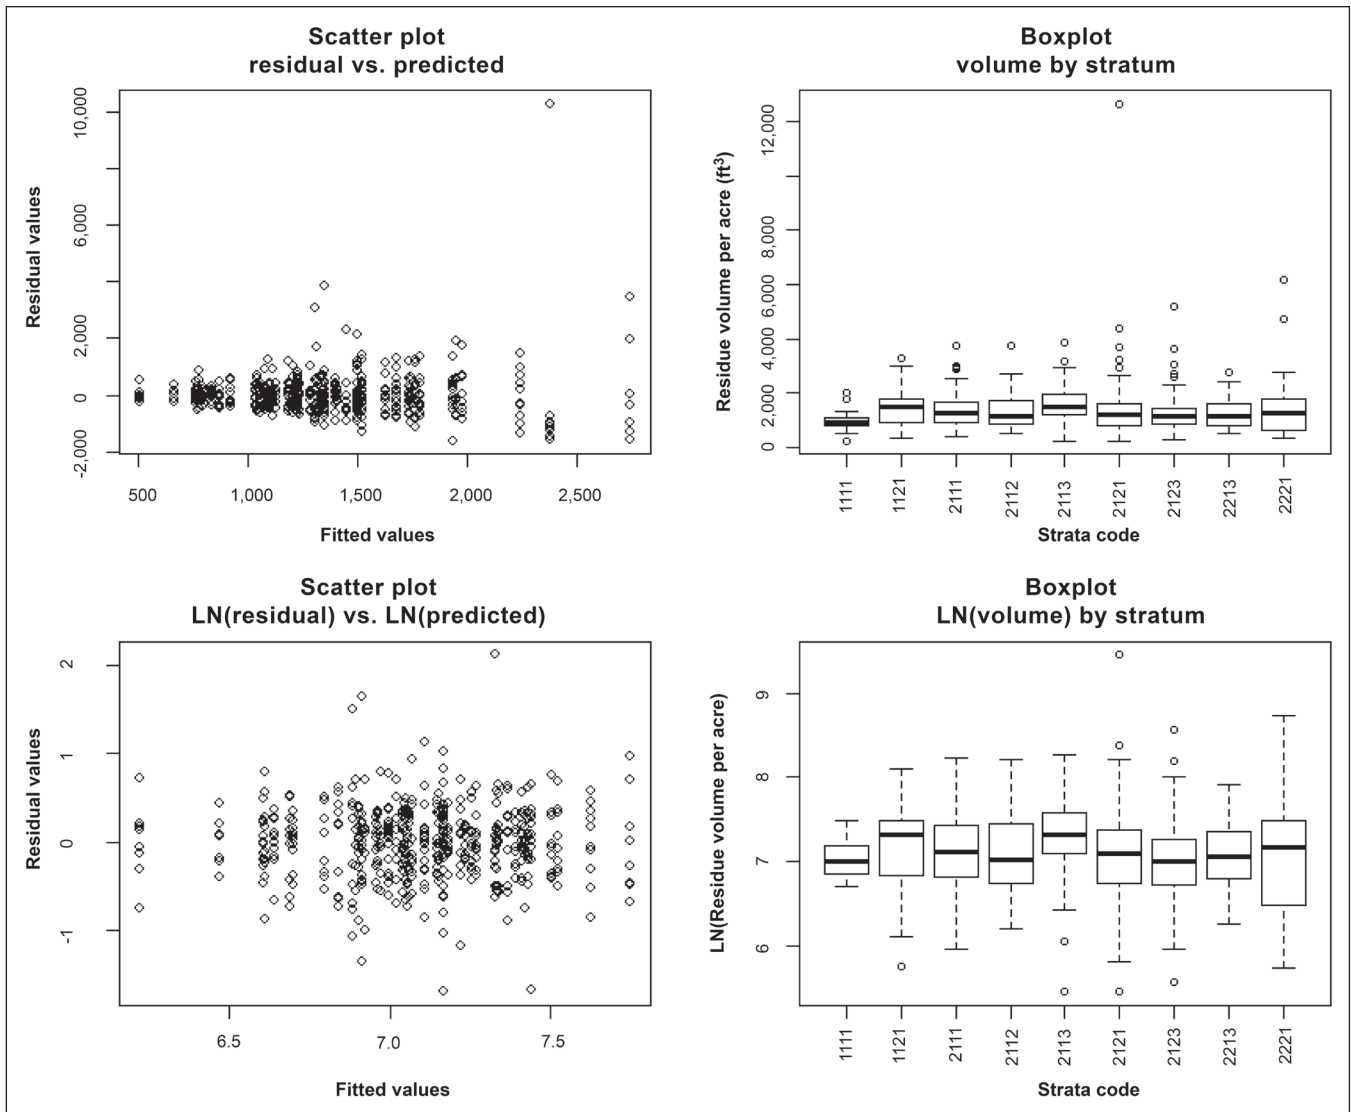 Scatter plot
residual vs. predicted
Residual values
10,000
6,000
2,000
0
-2,000
500 1,000 1,500 2,000 2,500
Fitted values
Boxplot
volume by stratum
Residue volume per acre (ft³)
12,000
8,000
6,000
4,000
2,000
0
1111 1121 2111 2112 2113 2121 2123 2213 2221
Strata code
Scatter plot
LN(residual) vs. LN(predicted)
Residual values
2
1
0
-1
6.5 7.0 7.5
Fitted values
Boxplot
LN(volume) by stratum
LN(Residue volume per acre)
9
8
7
6
1111 1121 2111 2112 2113 2121 2123 2213 2221
Strata code